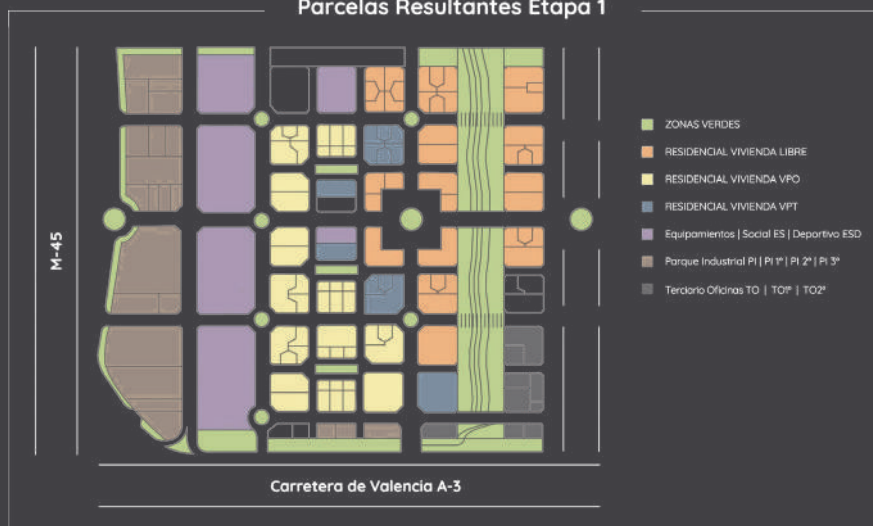 Parcelas Resultantes Etapa 1
ZONAS VERDES
RESIDENCIAL VIVIENDA LIBRE
RESIDENCIAL VIVIENDA VPO
RESIDENCIAL VIVIENDA VPT
Equipamientos | Social ES | Deportivo ESD
Parque Industrial PI | PI 1ª | PI 2ª | PI 3ª
Terciario Oficinas TO | TO1ª | TO2ª
M-45
Carretera de Valencia A-3